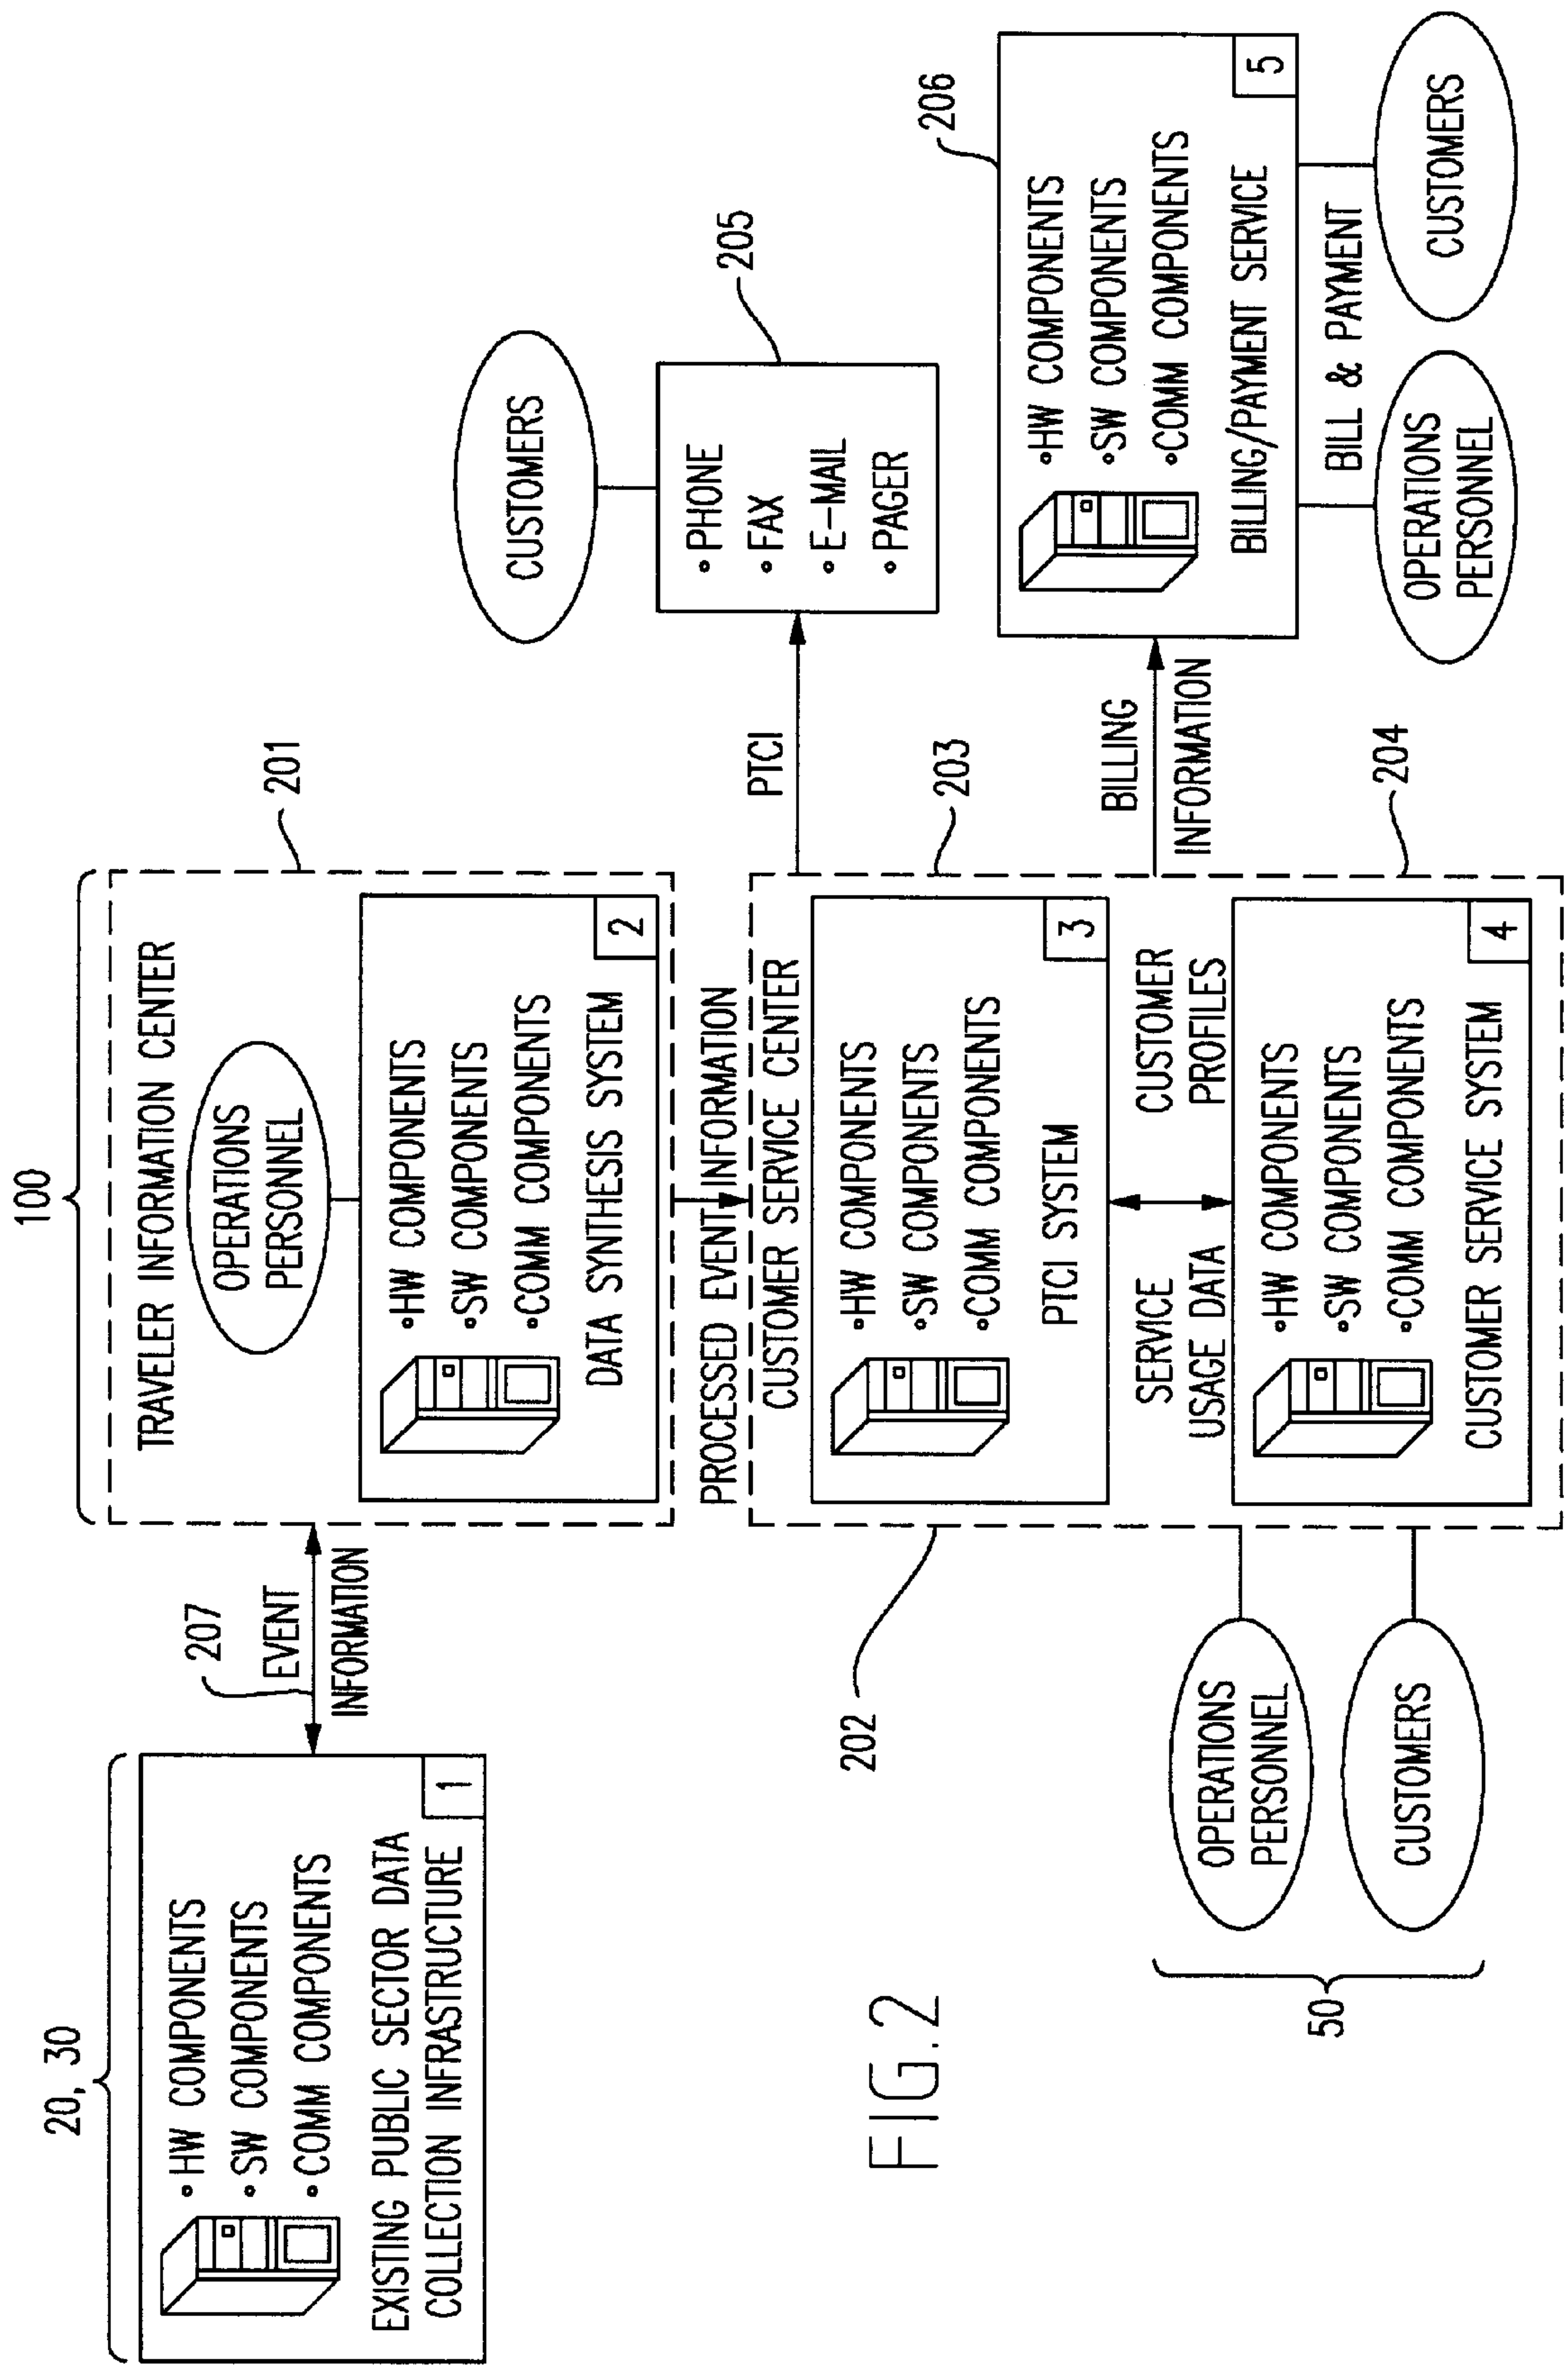 20, 30
• HW COMPONENTS
• SW COMPONENTS
• COMM COMPONENTS
EXISTING PUBLIC SECTOR DATA
COLLECTION INFRASTRUCTURE
1
207
EVENT
INFORMATION
100
TRAVELER INFORMATION CENTER
201
OPERATIONS
PERSONNEL
• HW COMPONENTS
• SW COMPONENTS
• COMM COMPONENTS
DATA SYNTHESIS SYSTEM
2
PROCESSED EVENT INFORMATION
CUSTOMER SERVICE CENTER
202
203
• HW COMPONENTS
• SW COMPONENTS
• COMM COMPONENTS
PTCI SYSTEM
3
SERVICE
USAGE DATA
CUSTOMER
PROFILES
204
• HW COMPONENTS
• SW COMPONENTS
• COMM COMPONENTS
CUSTOMER SERVICE SYSTEM
4
OPERATIONS
PERSONNEL
CUSTOMERS
50
PTCI
CUSTOMERS
205
• PHONE
• FAX
• E-MAIL
• PAGER
BILLING
INFORMATION
206
• HW COMPONENTS
• SW COMPONENTS
• COMM COMPONENTS
BILLING/PAYMENT SERVICE
5
BILL & PAYMENT
OPERATIONS
PERSONNEL
CUSTOMERS
FIG.2